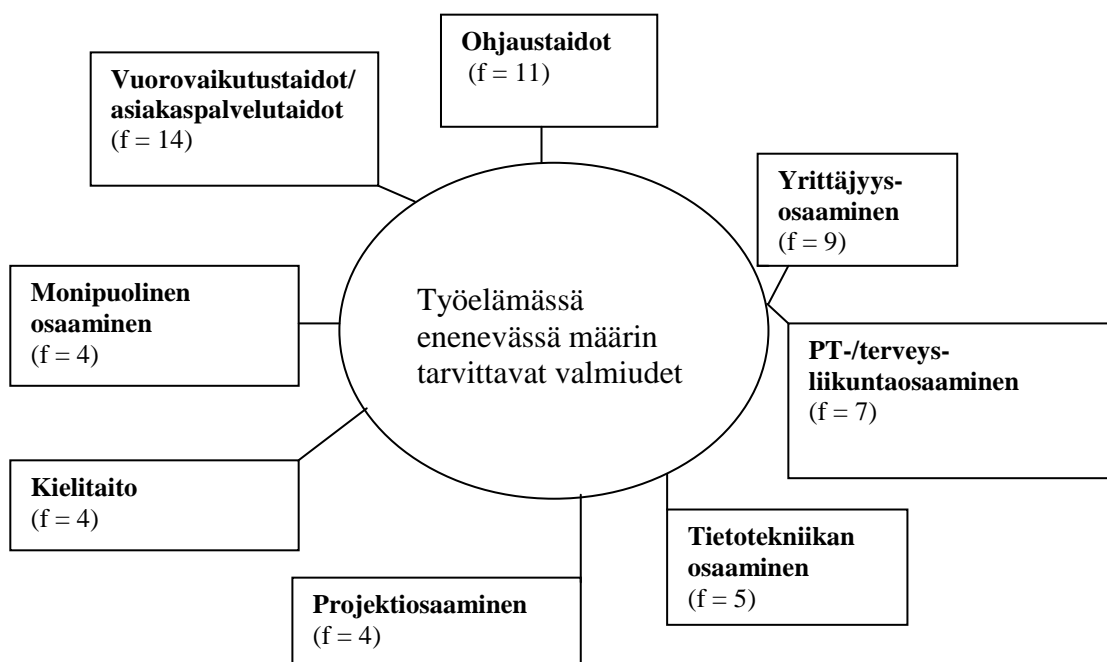 Ohjaustaidot
(f = 11)
Vuorovaikutustaidot/
asiakaspalvelutaidot
(f = 14)
Yrittäjyys-
osaaminen
(f = 9)
Monipuolinen
osaaminen
(f = 4)
Työelämässä
enenevässä määrin
tarvittavat valmiudet
PT-/terveys-
liikuntaosaaminen
(f = 7)
Kielitaito
(f = 4)
Tietotekniikan
osaaminen
(f = 5)
Projektiosaaminen
(f = 4)